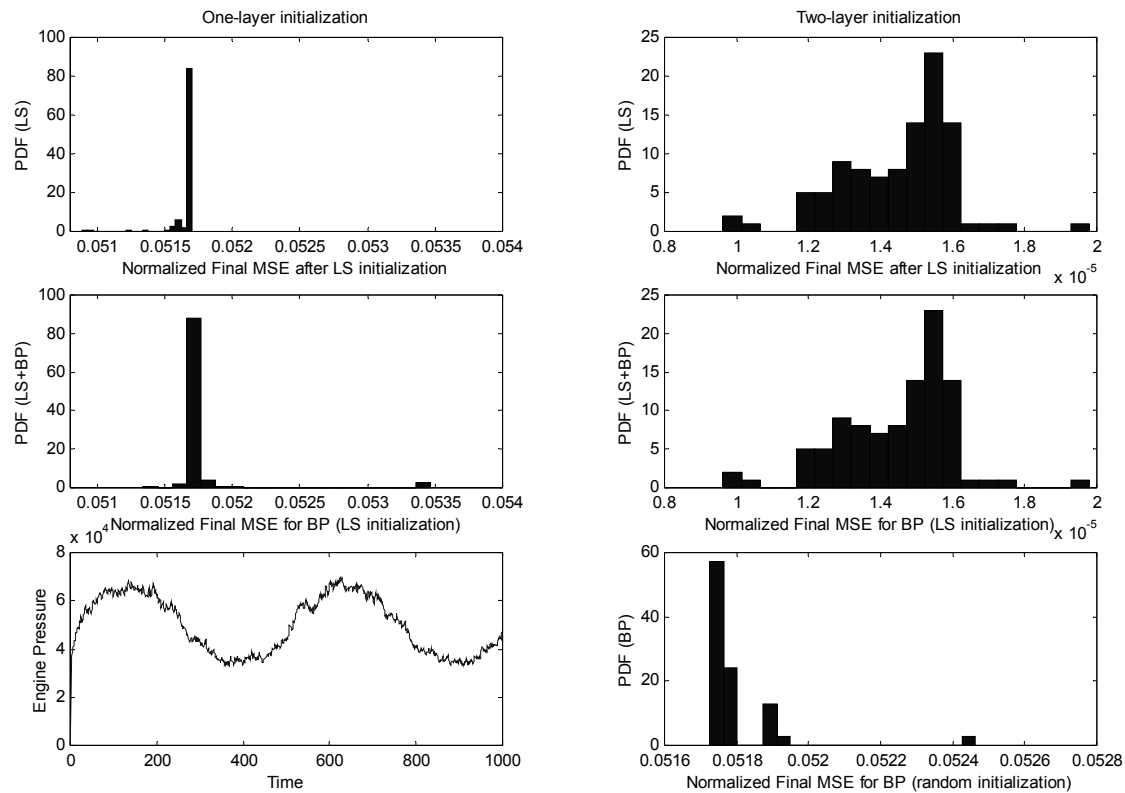 One-layer initialization
100
80
60
40
20
0
PDF (LS)
0.051 0.0515 0.052 0.0525 0.053 0.0535 0.054
Normalized Final MSE after LS initialization
Two-layer initialization
25
20
15
10
5
0
PDF (LS)
0.8 1 1.2 1.4 1.6 1.8 2
x 10-5
Normalized Final MSE after LS initialization
100
80
60
40
20
0
PDF (LS+BP)
0.051 0.0515 0.052 0.0525 0.053 0.0535 0.054
Normalized Final MSE for BP (LS initialization)
25
20
15
10
5
0
PDF (LS+BP)
0.8 1 1.2 1.4 1.6 1.8 2
x 10-5
Normalized Final MSE for BP (LS initialization)
x 104
8
6
4
2
0
Engine Pressure
0 200 400 600 800 1000
Time
60
40
20
0
PDF (BP)
0.0516 0.0518 0.052 0.0522 0.0524 0.0526 0.0528
Normalized Final MSE for BP (random initialization)